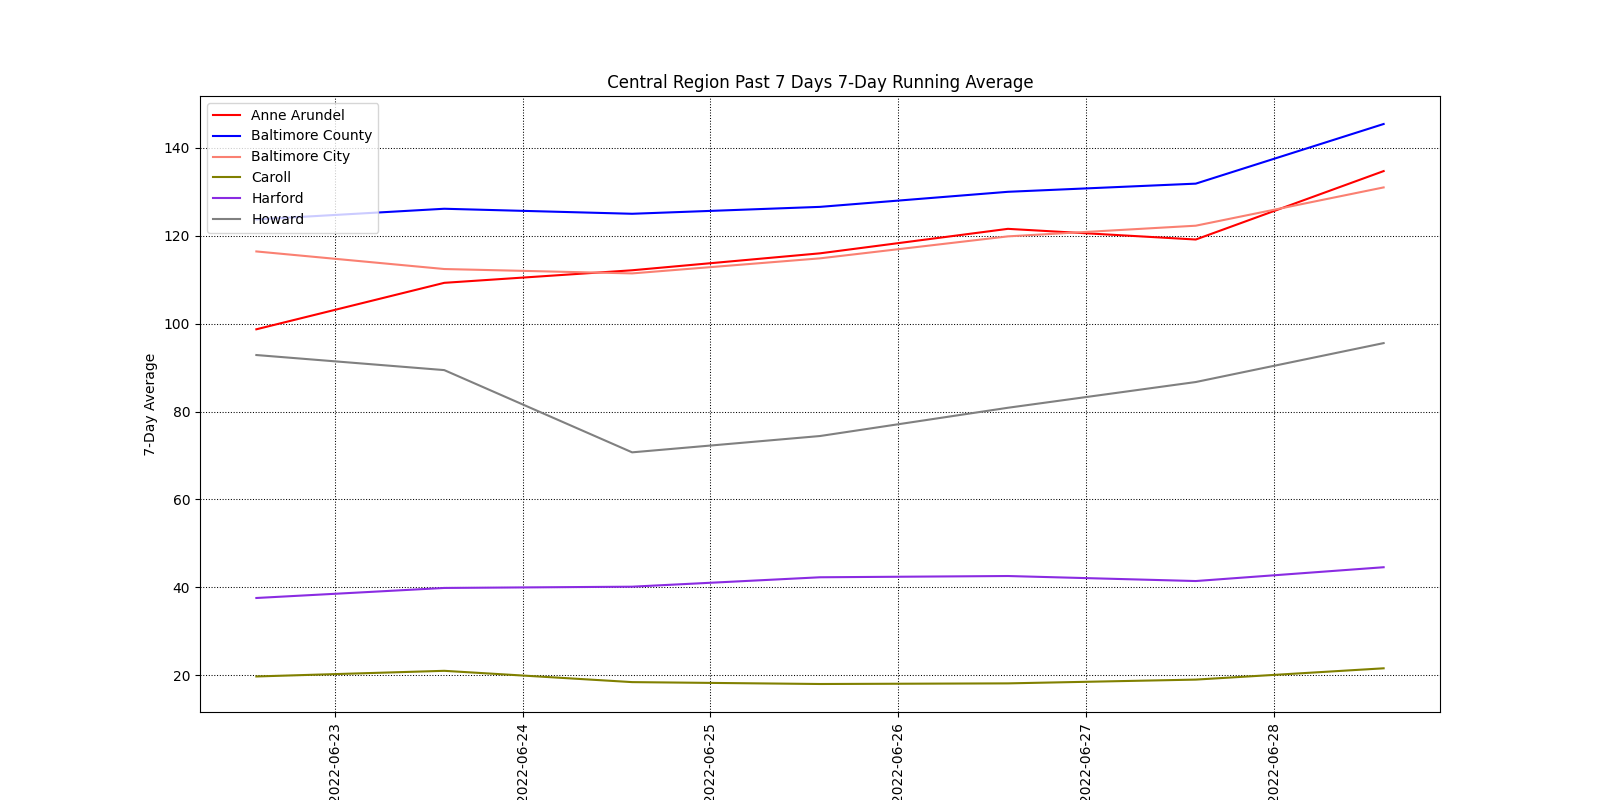 Central Region Past 7 Days 7-Day Running Average
Anne Arundel
Baltimore County
Baltimore City
Caroll
Harford
Howard
7-Day Average
140
120
100
80
60
40
20
2022-06-23
2022-06-24
2022-06-25
2022-06-26
2022-06-27
2022-06-28